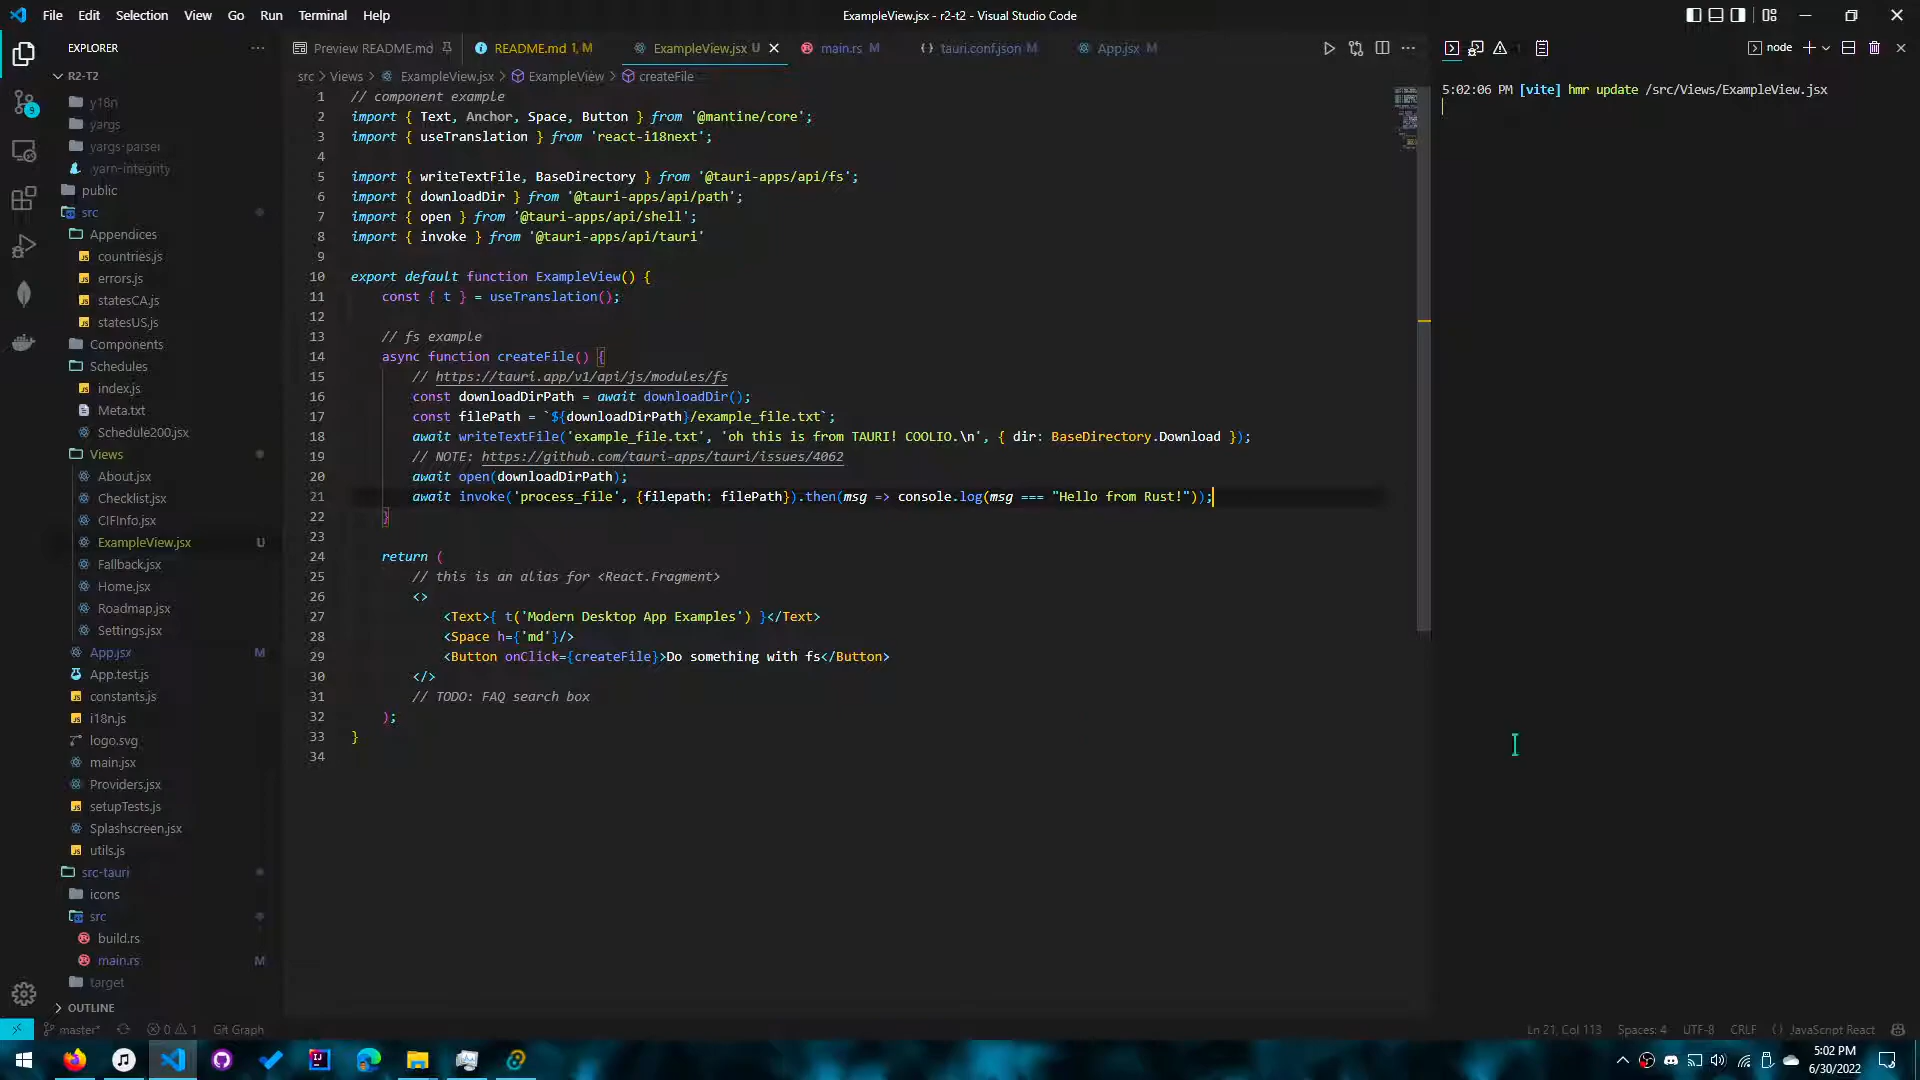 File Edit Selection View Go Run Terminal Help
ExampleView.jsx - r2-t2 - Visual Studio Code
EXPLORER
R2-T2
y18n
yargs
yargs-parser
.yarn-integrity
public
src
Appendices
countries.js
errors.js
statesCA.js
statesUS.js
Components
Schedules
index.js
Meta.txt
Schedule200.jsx
Views
About.jsx
Checklist.jsx
CIFInfo.jsx
ExampleView.jsx U
Fallback.jsx
Home.jsx
Roadmap.jsx
Settings.jsx
App.jsx M
App.test.js
constants.js
i18n.js
logo.svg
main.jsx
Providers.jsx
setupTests.js
Splashscreen.jsx
utils.js
src-tauri
icons
src
build.rs
main.rs M
target
OUTLINE
Preview README.md README.md 1, M ExampleView.jsx U main.rs M tauri.conf.json M App.jsx M
src > Views > ExampleView.jsx > ExampleView > createFile
1 // component example
2 import { Text, Anchor, Space, Button } from '@mantine/core';
3 import { useTranslation } from 'react-i18next';
4
5 import { writeTextFile, BaseDirectory } from '@tauri-apps/api/fs';
6 import { downloadDir } from '@tauri-apps/api/path';
7 import { open } from '@tauri-apps/api/shell';
8 import { invoke } from '@tauri-apps/api/tauri'
9
10 export default function ExampleView() {
11 const { t } = useTranslation();
12
13 // fs example
14 async function createFile() {
15 // https://tauri.app/v1/api/js/modules/fs
16 const downloadDirPath = await downloadDir();
17 const filePath = `${downloadDirPath}/example_file.txt`;
18 await writeTextFile('example_file.txt', 'oh this is from TAURI! COOLIO.\n', { dir: BaseDirectory.Download });
19 // NOTE: https://github.com/tauri-apps/tauri/issues/4062
20 await open(downloadDirPath);
21 await invoke('process_file', {filepath: filePath}).then(msg => console.log(msg === "Hello from Rust!"));
22 }
23
24 return (
25 // this is an alias for <React.Fragment>
26 <>
27 <Text>{ t('Modern Desktop App Examples') }</Text>
28 <Space h={'md'}/>
29 <Button onClick={createFile}>Do something with fs</Button>
30 </>
31 // TODO: FAQ search box
32 );
33 }
34
node
5:02:06 PM [vite] hmr update /src/Views/ExampleView.jsx
9
master* 0 1 Git Graph
Ln 21, Col 113 Spaces: 4 UTF-8 CRLF JavaScript React
5:02 PM
6/30/2022